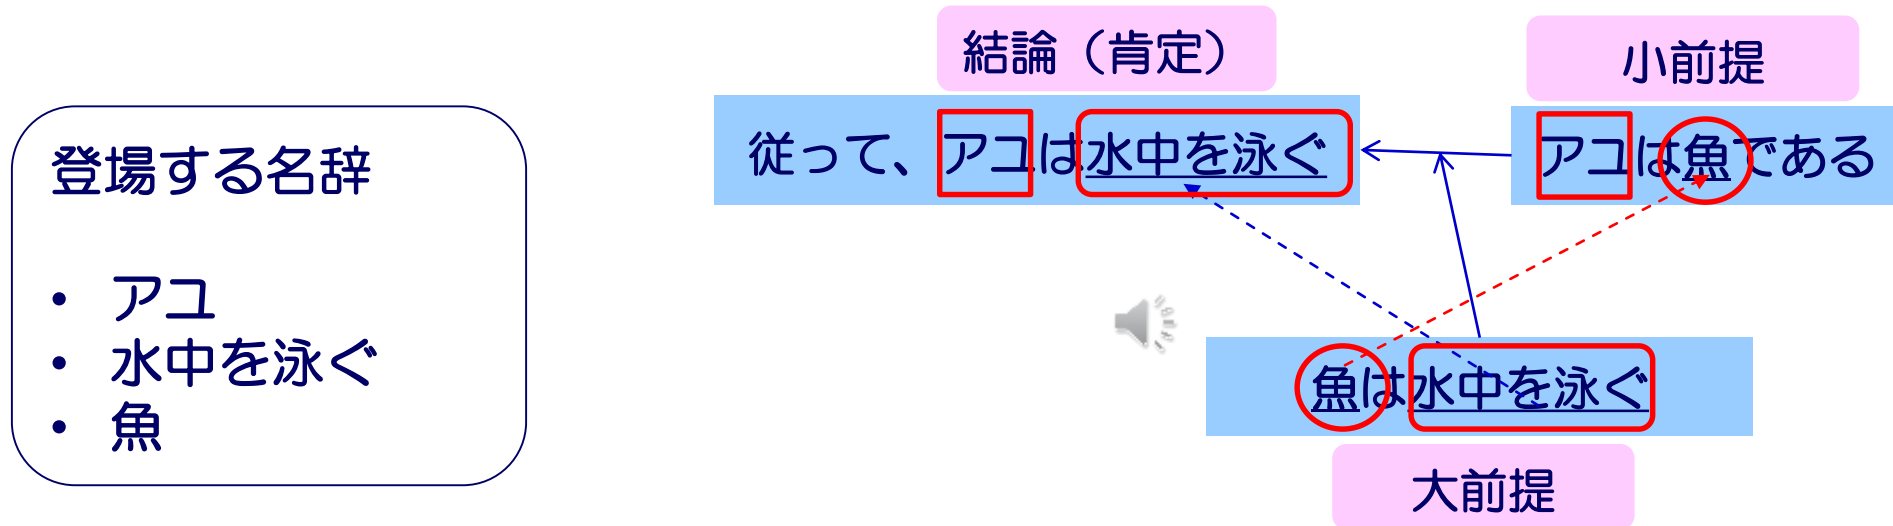 登場する名辞
• アユ
• 水中を泳ぐ
• 魚
結論（肯定）
従って、アユは水中を泳ぐ
小前提
アユは魚である
魚は水中を泳ぐ
大前提